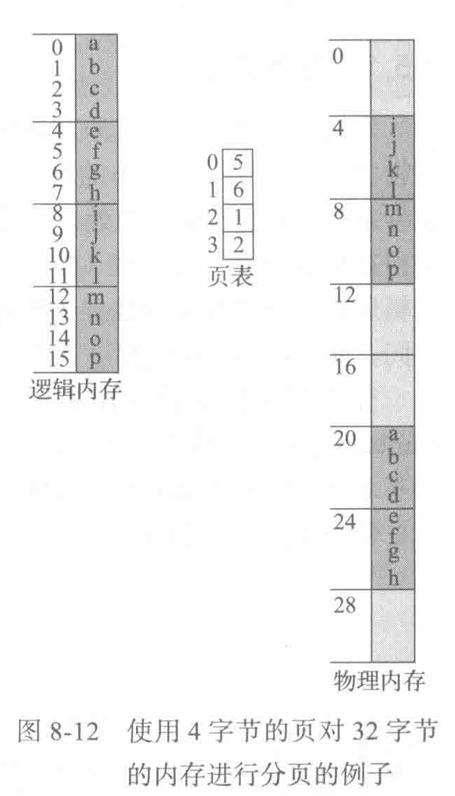 0 a
1 b
2 c
3 d
4 e
5 f
6 g
7 h
8 i
9 j
10 k
11 l
12 m
13 n
14 o
15 p
逻辑内存
0 5
1 6
2 1
3 2
页表
0
4 i
j
k
l
8 m
n
o
p
12
16
20 a
b
c
d
24 e
f
g
h
28
物理内存
图 8-12 使用 4 字节的页对 32 字节
的内存进行分页的例子